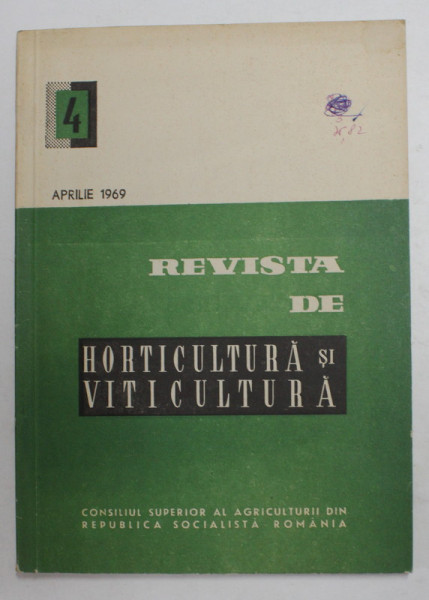 4
APRILIE 1969
REVISTA
DE
HORTICULTURĂ ȘI
VITICULTURĂ
CONSILIUL SUPERIOR AL AGRICULTURII DIN
REPUBLICA SOCIALISTĂ ROMÂNIA